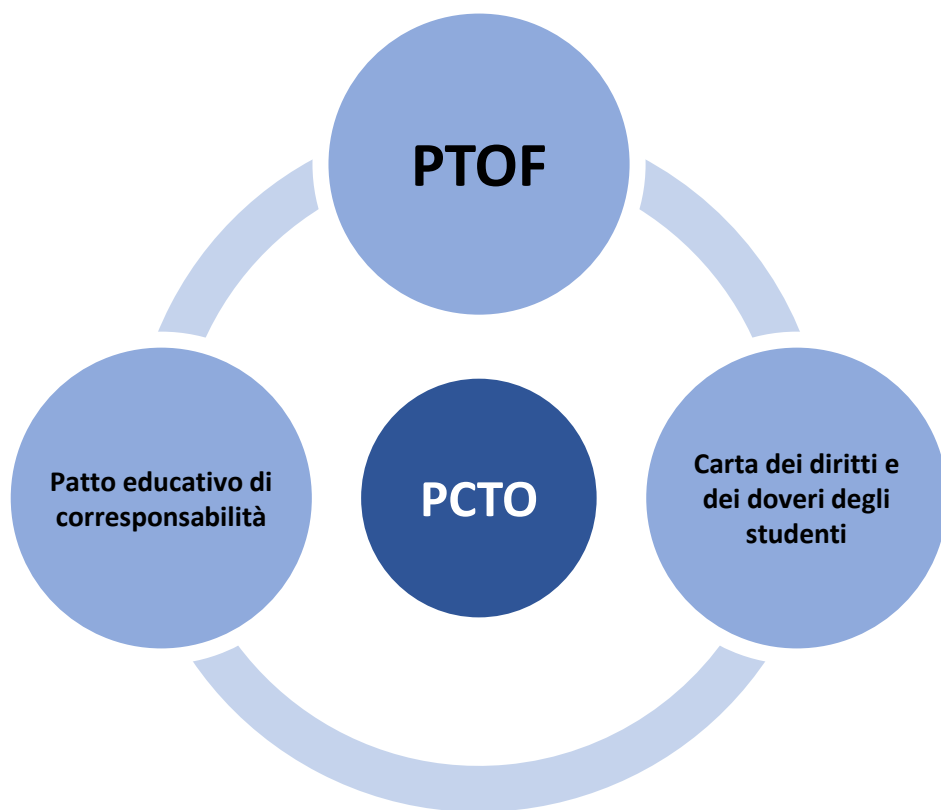 PTOF
Patto educativo di
corresponsabilità
PCTO
Carta dei diritti e
dei doveri degli
studenti